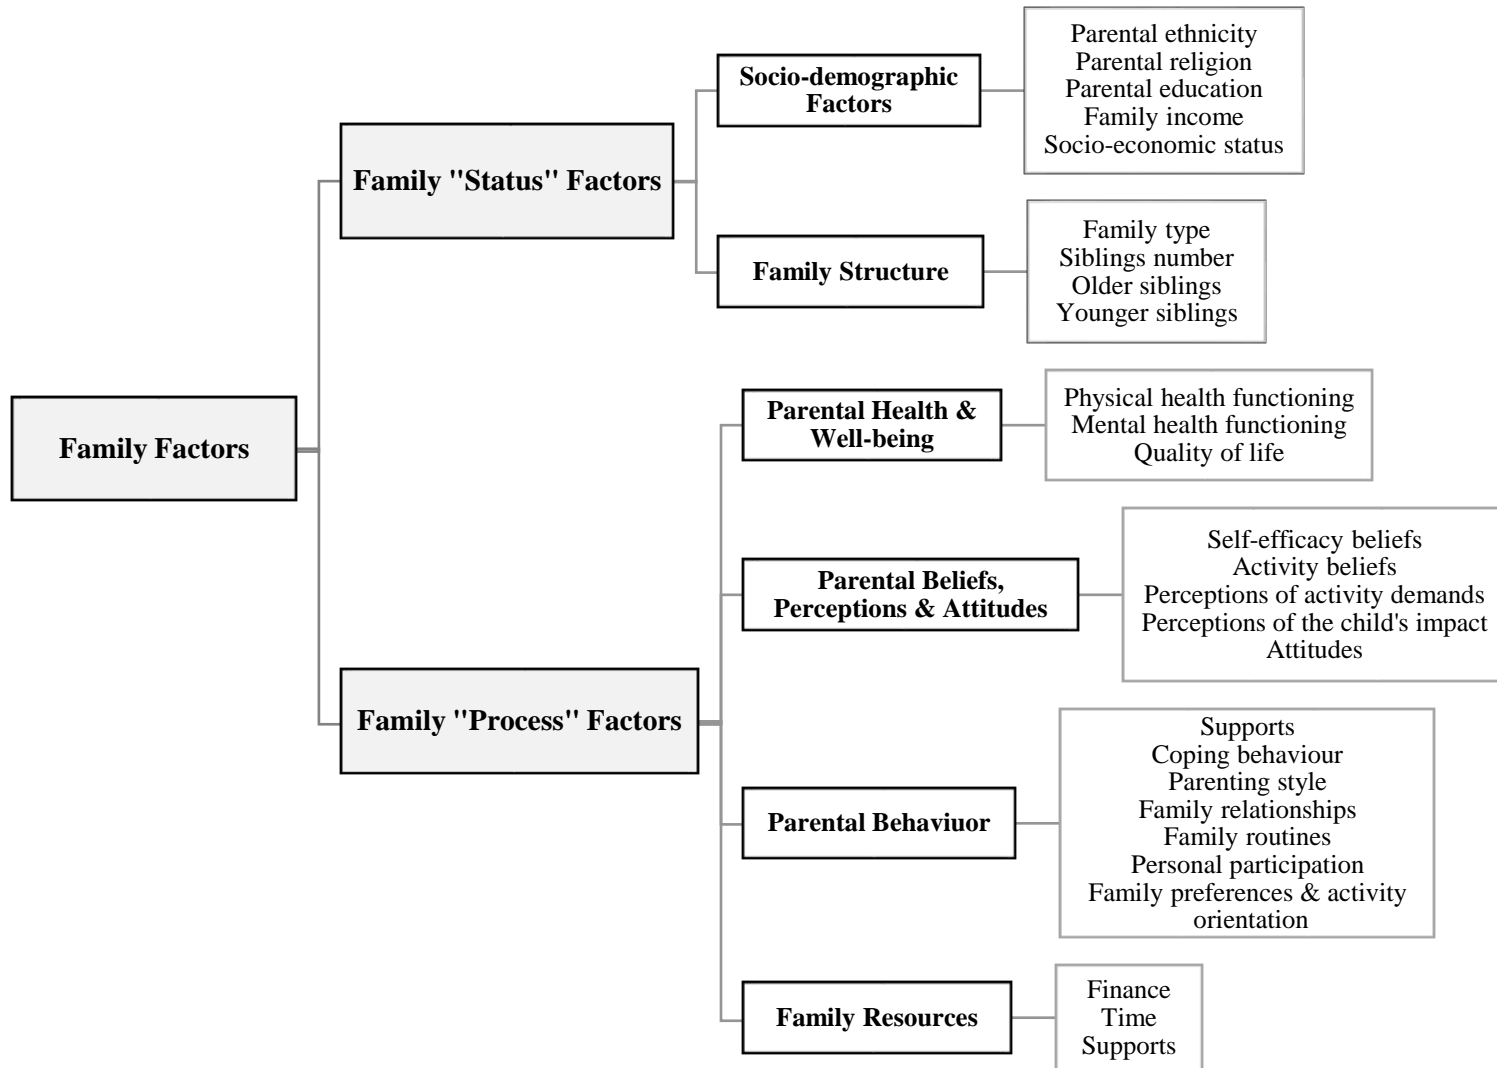 Family Factors
Family "Status" Factors
Socio-demographic
Factors
Parental ethnicity
Parental religion
Parental education
Family income
Socio-economic status
Family Structure
Family type
Siblings number
Older siblings
Younger siblings
Family "Process" Factors
Parental Health &
Well-being
Physical health functioning
Mental health functioning
Quality of life
Parental Beliefs,
Perceptions & Attitudes
Self-efficacy beliefs
Activity beliefs
Perceptions of activity demands
Perceptions of the child's impact
Attitudes
Parental Behaviuor
Supports
Coping behaviour
Parenting style
Family relationships
Family routines
Personal participation
Family preferences & activity
orientation
Family Resources
Finance
Time
Supports